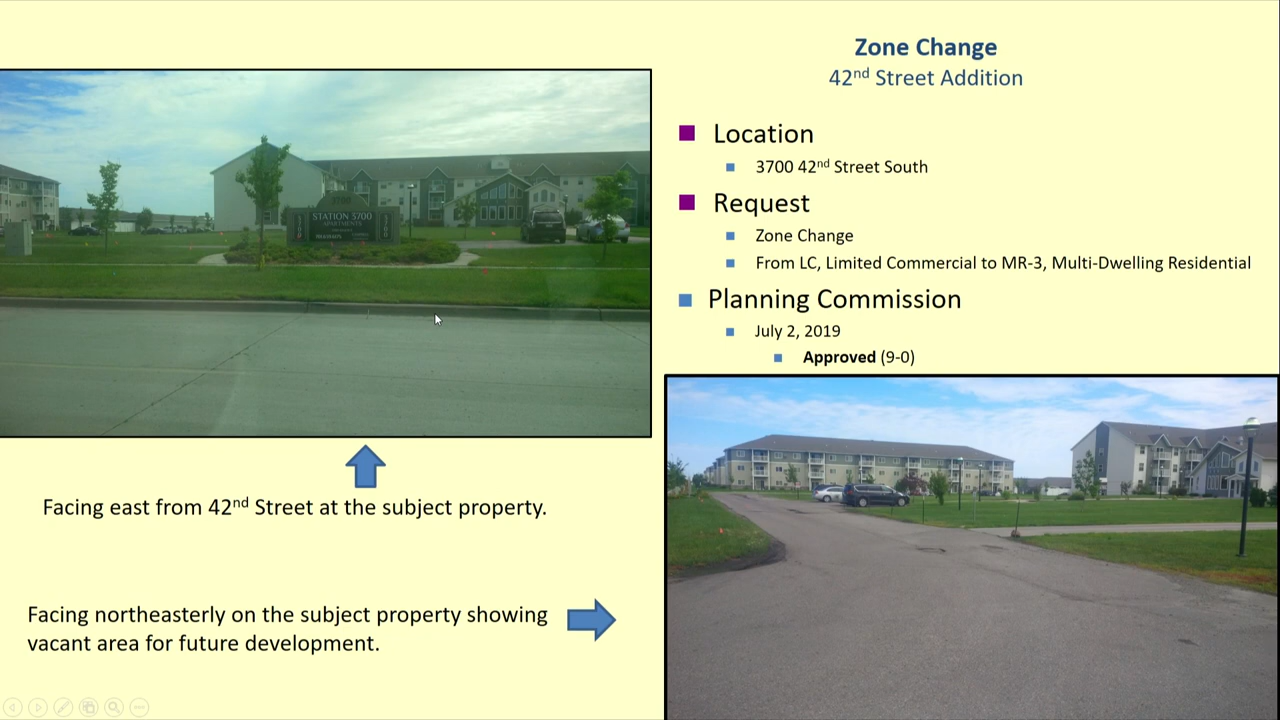 Zone Change
42nd Street Addition
Location
3700 42nd Street South
Request
Zone Change
From LC, Limited Commercial to MR-3, Multi-Dwelling Residential
Planning Commission
July 2, 2019
Approved (9-0)
STATION 3700
APARTMENTS
Facing east from 42nd Street at the subject property.
Facing northeasterly on the subject property showing
vacant area for future development.